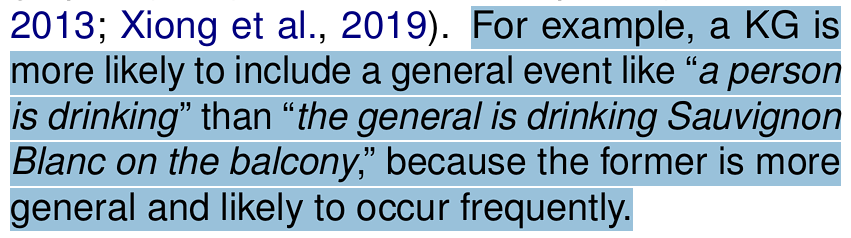 2013; Xiong et al., 2019). For example, a KG is
more likely to include a general event like “a person
is drinking” than “the general is drinking Sauvignon
Blanc on the balcony,” because the former is more
general and likely to occur frequently.